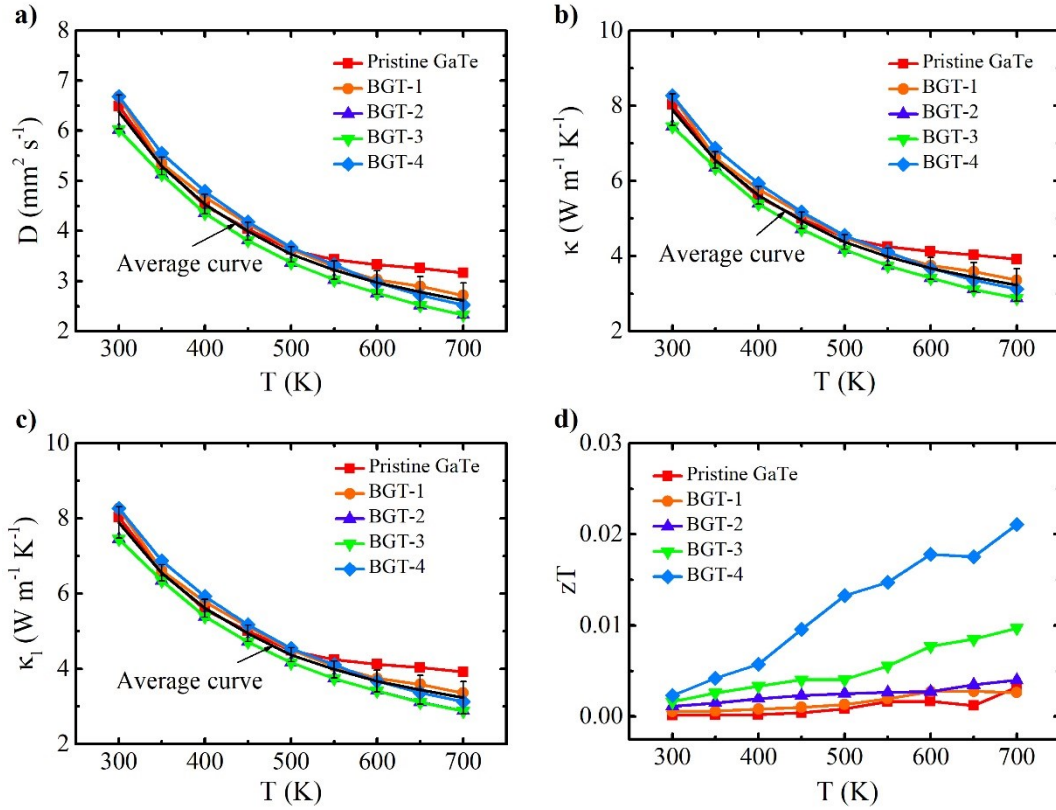 a)
D (mm² s⁻¹)
8
7
6
5
4
3
2
Pristine GaTe
BGT-1
BGT-2
BGT-3
BGT-4
Average curve
300 400 500 600 700
T (K)
b)
κ (W m⁻¹ K⁻¹)
10
8
6
4
2
Pristine GaTe
BGT-1
BGT-2
BGT-3
BGT-4
Average curve
300 400 500 600 700
T (K)
c)
κₗ (W m⁻¹ K⁻¹)
10
8
6
4
2
Pristine GaTe
BGT-1
BGT-2
BGT-3
BGT-4
Average curve
300 400 500 600 700
T (K)
d)
zT
0.03
0.02
0.01
0.00
Pristine GaTe
BGT-1
BGT-2
BGT-3
BGT-4
300 400 500 600 700
T (K)